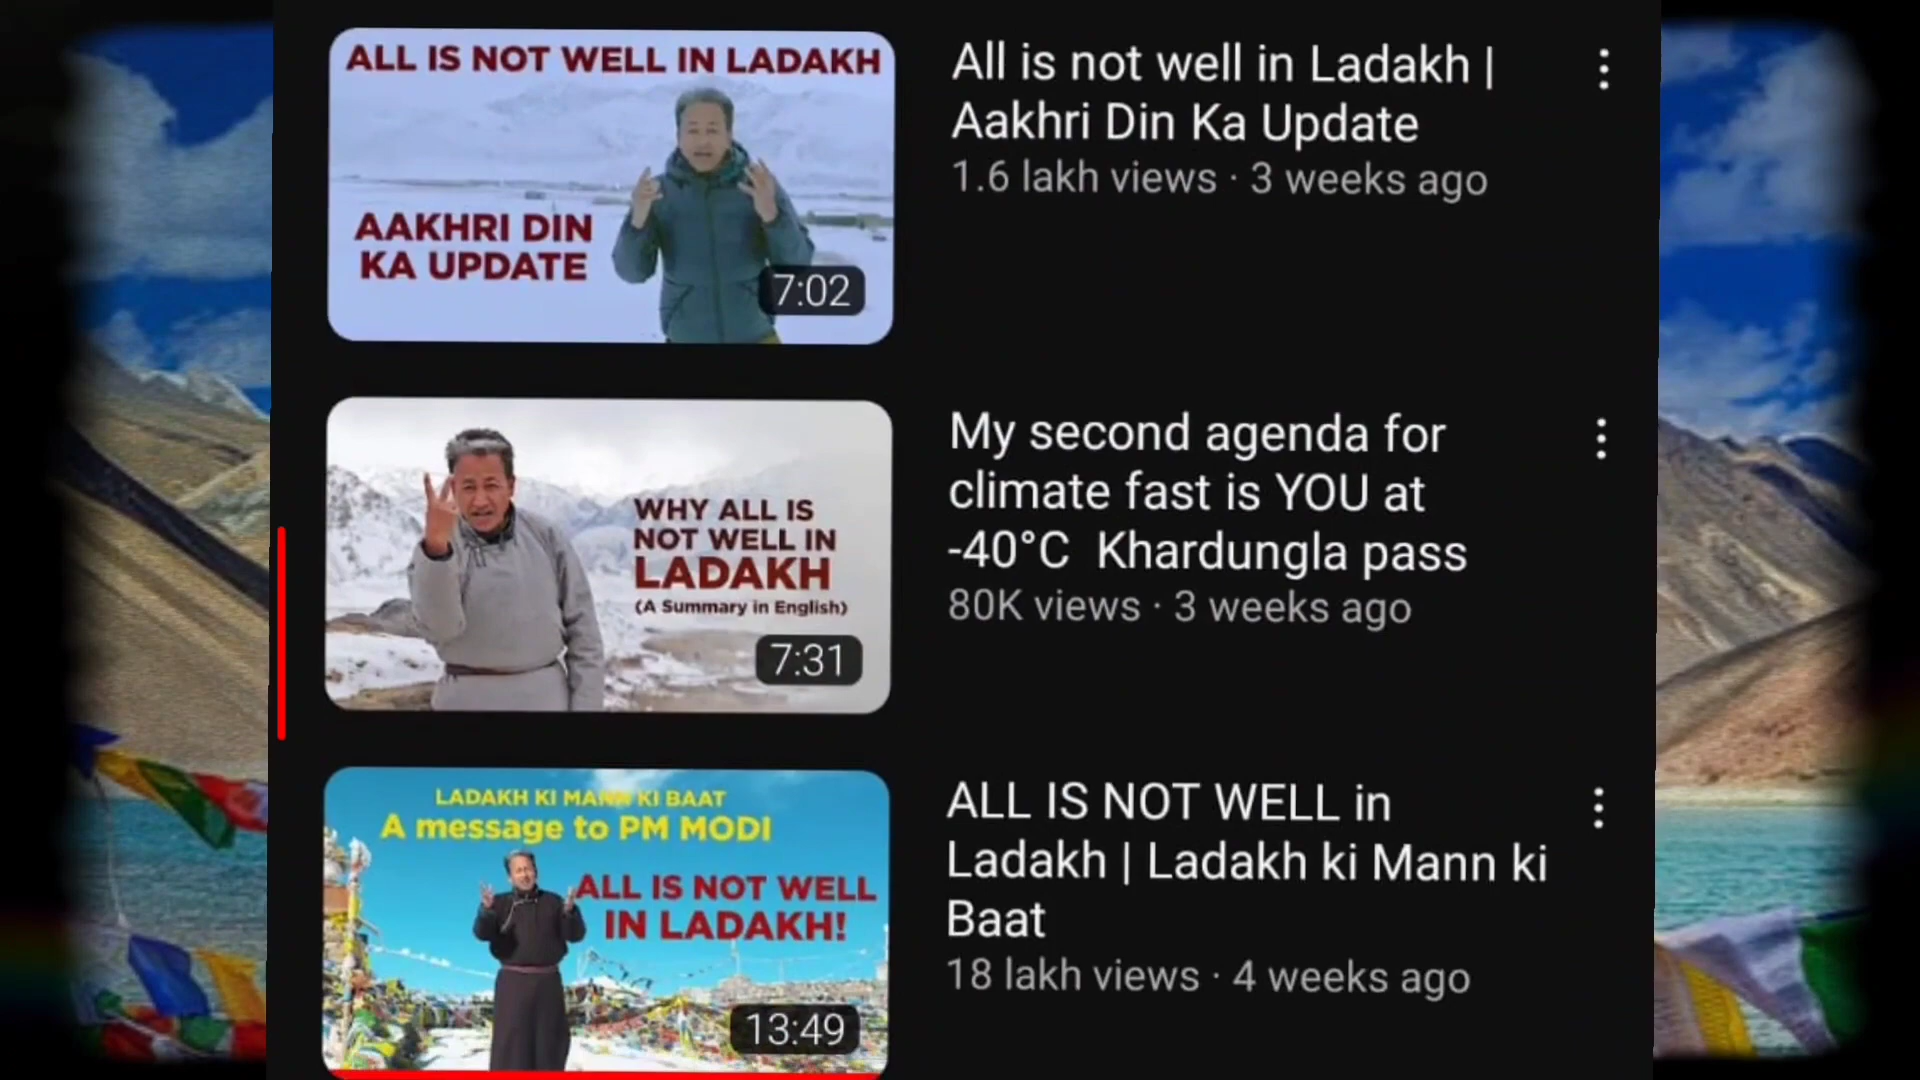 ALL IS NOT WELL IN LADAKH
AAKHRI DIN
KA UPDATE
7:02
All is not well in Ladakh |
Aakhri Din Ka Update
1.6 lakh views · 3 weeks ago
WHY ALL IS
NOT WELL IN
LADAKH
(A Summary in English)
7:31
My second agenda for
climate fast is YOU at
-40°C Khardungla pass
80K views · 3 weeks ago
LADAKH KI MANN KI BAAT
A message to PM MODI
ALL IS NOT WELL
IN LADAKH!
13:49
ALL IS NOT WELL in
Ladakh | Ladakh ki Mann ki
Baat
18 lakh views · 4 weeks ago